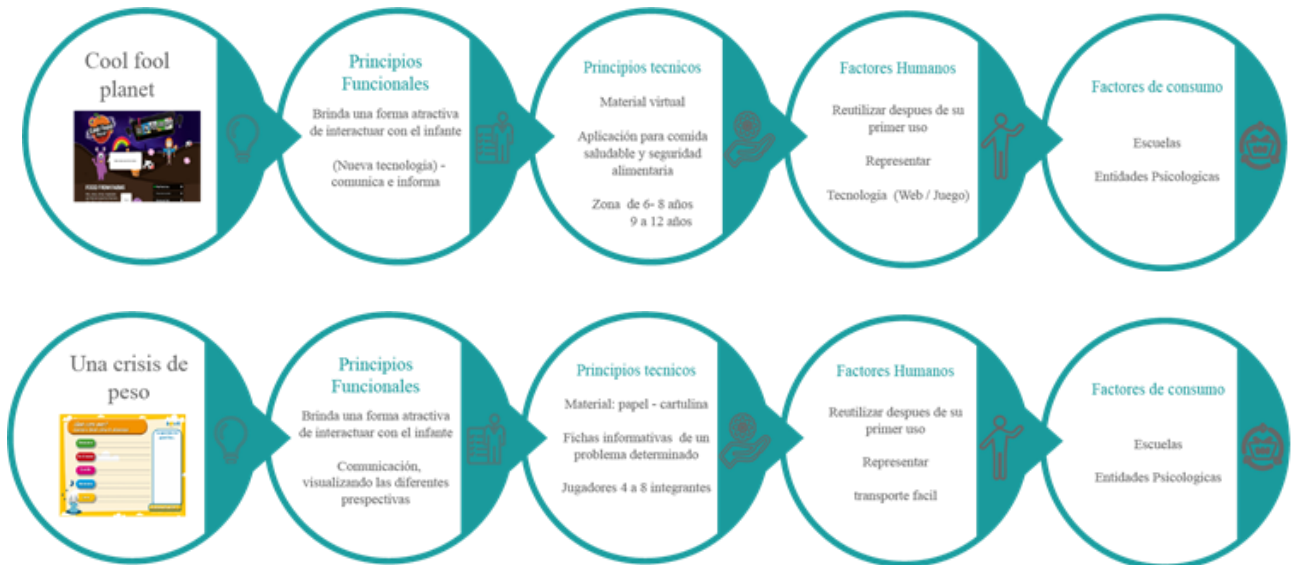 Cool fool
planet
Principios
Funcionales
Brinda una forma atractiva
de interactuar con el infante
(Nueva tecnología) -
comunica e informa
Principios tecnicos
Material virtual
Aplicación para comida
saludable y seguridad
alimentaria
Zona de 6- 8 años
9 a 12 años
Factores Humanos
Reutilizar despues de su
primer uso
Representar
Tecnologia (Web / Juego)
Factores de consumo
Escuelas
Entidades Psicologicas
Una crisis de
peso
Principios
Funcionales
Brinda una forma atractiva
de interactuar con el infante
Comunicación,
visualizando las diferentes
prespectivas
Principios tecnicos
Material: papel - cartulina
Fichas informativas de un
problema determinado
Jugadores 4 a 8 integrantes
Factores Humanos
Reutilizar despues de su
primer uso
Representar
transporte facil
Factores de consumo
Escuelas
Entidades Psicologicas